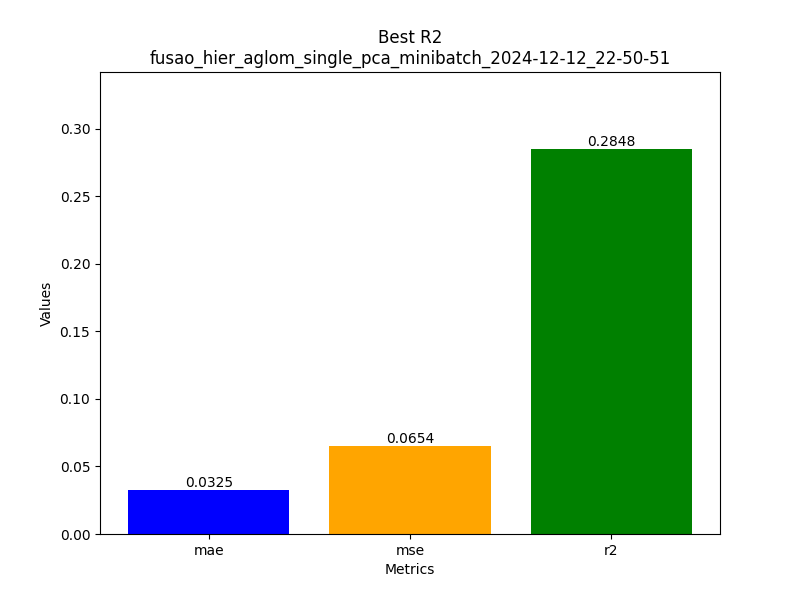 Best R2
fusao_hier_aglom_single_pca_minibatch_2024-12-12_22-50-51
Values
0.30
0.25
0.20
0.15
0.10
0.05
0.00
0.0325
0.0654
0.2848
mae
mse
r2
Metrics